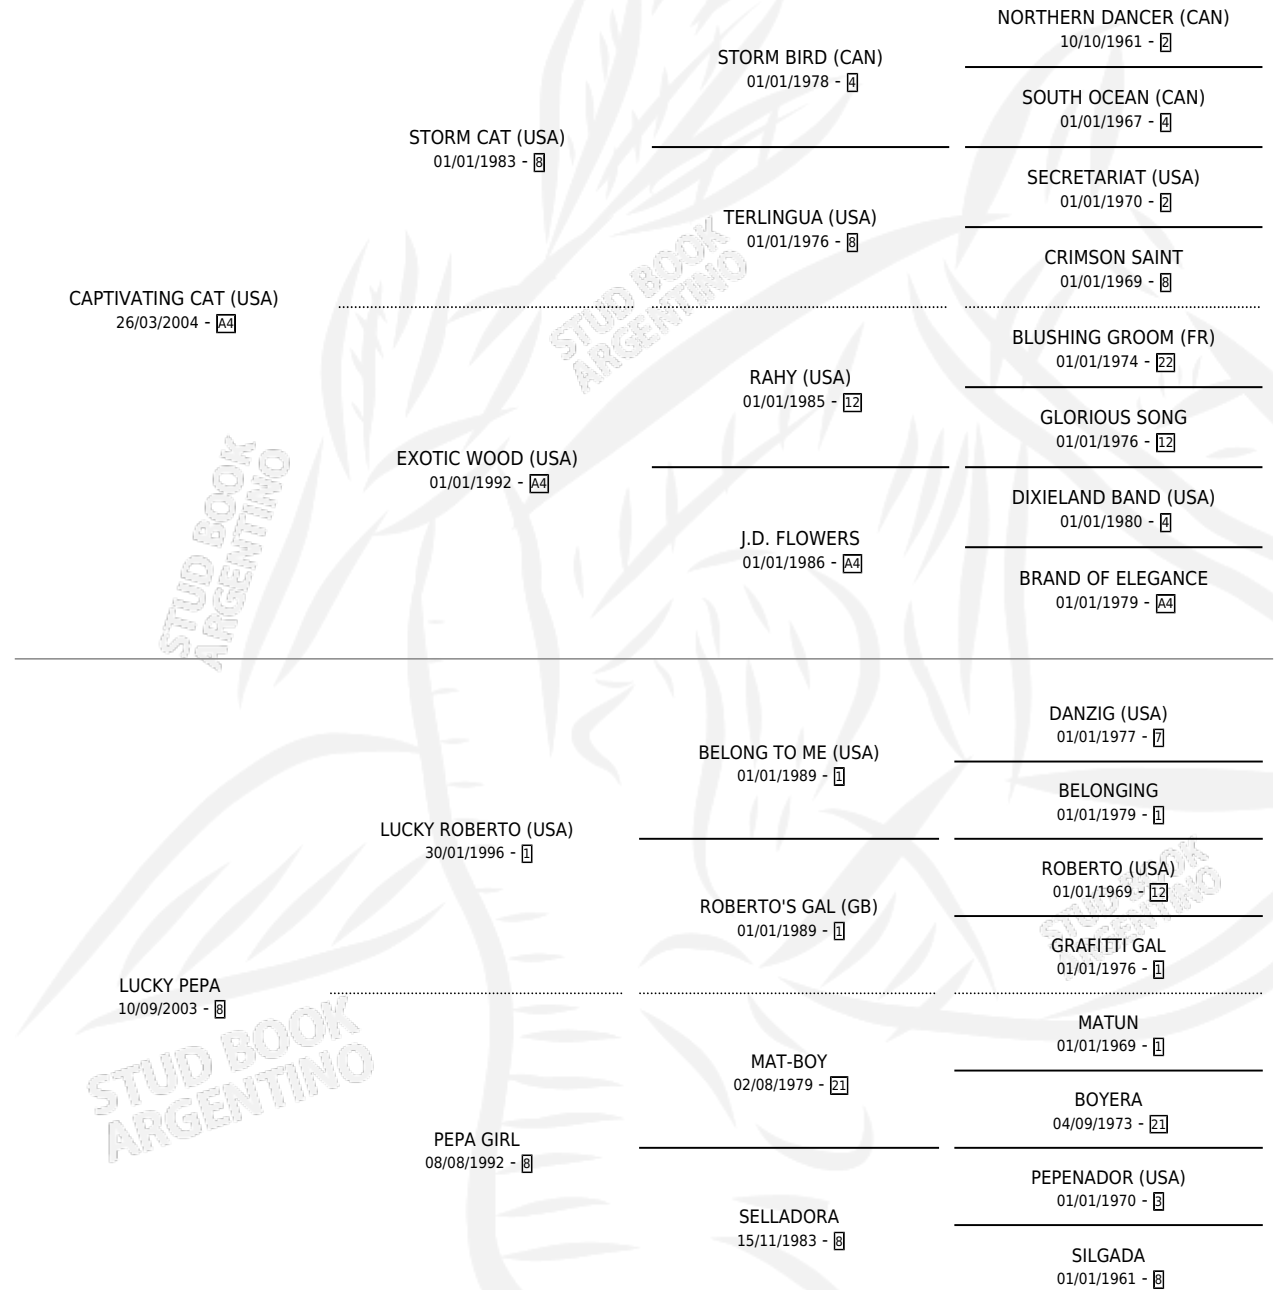 NORTHERN DANCER (CAN)
10/10/1961 - 2
STORM BIRD (CAN)
01/01/1978 - 4
SOUTH OCEAN (CAN)
01/01/1967 - 4
STORM CAT (USA)
01/01/1983 - 8
SECRETARIAT (USA)
01/01/1970 - 2
TERLINGUA (USA)
01/01/1976 - 8
CRIMSON SAINT
01/01/1969 - 8
CAPTIVATING CAT (USA)
26/03/2004 - A4
BLUSHING GROOM (FR)
01/01/1974 - 22
RAHY (USA)
01/01/1985 - 12
GLORIOUS SONG
01/01/1976 - 12
EXOTIC WOOD (USA)
01/01/1992 - A4
DIXIELAND BAND (USA)
01/01/1980 - 4
J.D. FLOWERS
01/01/1986 - A4
BRAND OF ELEGANCE
01/01/1979 - A4
DANZIG (USA)
01/01/1977 - 7
BELONG TO ME (USA)
01/01/1989 - 1
BELONGING
01/01/1979 - 1
LUCKY ROBERTO (USA)
30/01/1996 - 1
ROBERTO (USA)
01/01/1969 - 12
ROBERTO'S GAL (GB)
01/01/1989 - 1
GRAFITTI GAL
01/01/1976 - 1
LUCKY PEPA
10/09/2003 - 8
MATUN
01/01/1969 - 1
MAT-BOY
02/08/1979 - 21
BOYERA
04/09/1973 - 21
PEPA GIRL
08/08/1992 - 8
PEPENADOR (USA)
01/01/1970 - 3
SELLADORA
15/11/1983 - 8
SILGADA
01/01/1961 - 8
STUD BOOK
ARGENTINO
STUD BOOK
ARGENTINO
STUD BOOK
ARGENTINO
STUD BOOK
ARGENTINO